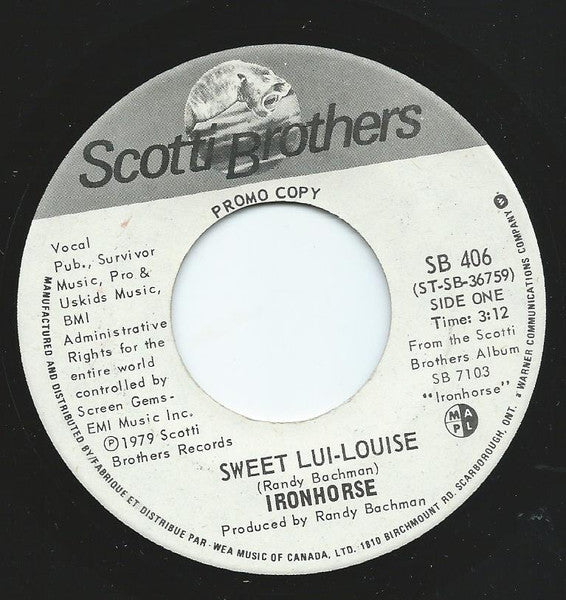 Scotti Brothers
PROMO COPY
Vocal
Pub., Survivor
Music, Pro &
Uskids Music,
BMI
Administrative
Rights for the
entire world
controlled by
Screen Gems-
EMI Music Inc.
Ⓟ1979 Scotti
Brothers Records
SB 406
(ST-SB-36759)
SIDE ONE
Time: 3:12
From the Scotti
Brothers Album
SB 7103
"Ironhorse"
M A P L
SWEET LUI-LOUISE
(Randy Bachman)
IRONHORSE
Produced by Randy Bachman
MANUFACTURED AND DISTRIBUTED BY/FABRIQUE ET DISTRIBUE PAR-WEA MUSIC OF CANADA, LTD. 1810 BIRCHMOUNT RD. SCARBOROUGH, ONT. A WARNER COMMUNICATIONS COMPANY